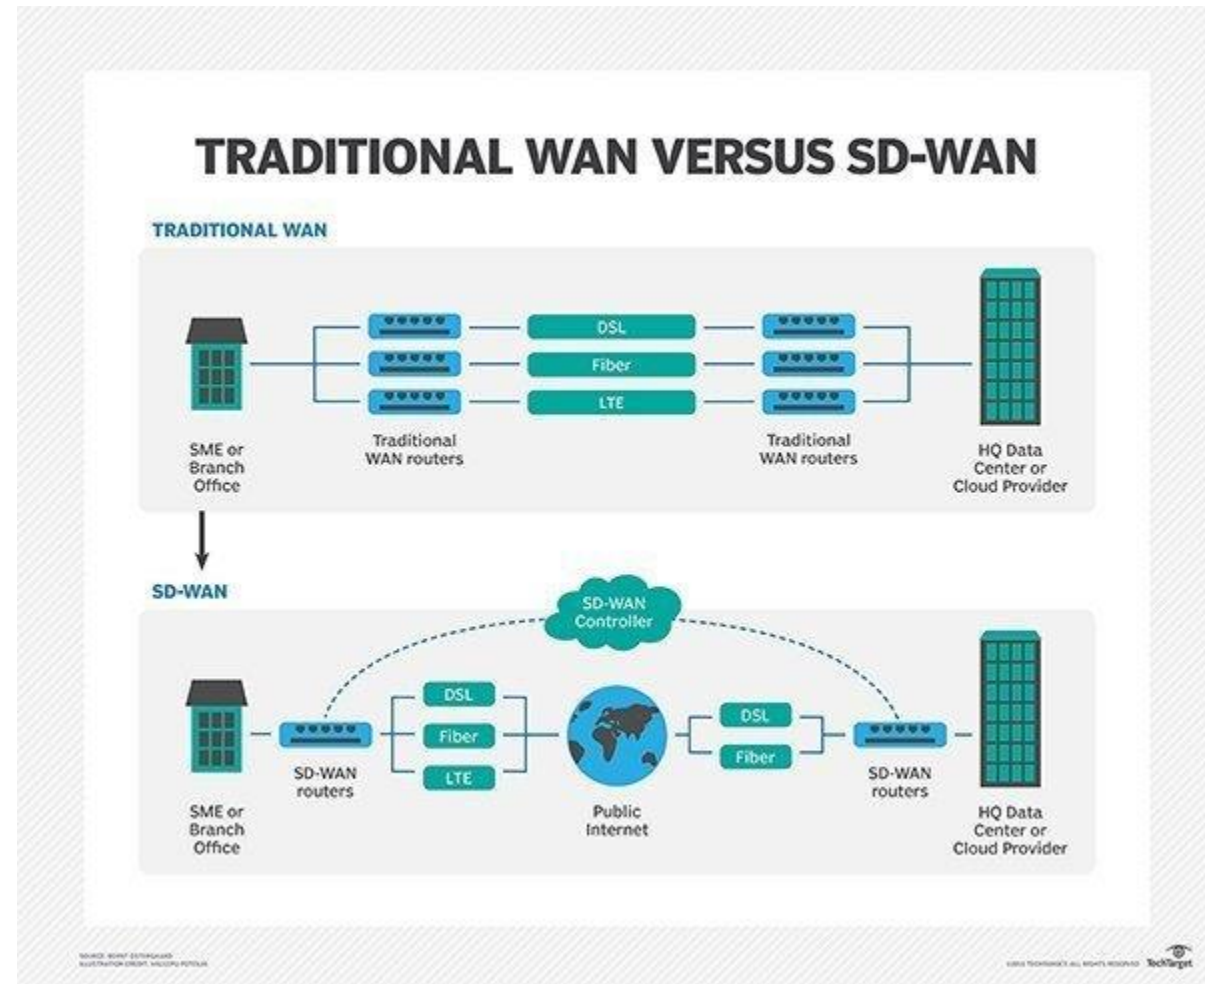 TRADITIONAL WAN VERSUS SD-WAN
TRADITIONAL WAN
DSL
Fiber
LTE
SME or
Branch
Office
Traditional
WAN routers
Traditional
WAN routers
HQ Data
Center or
Cloud Provider
SD-WAN
SD-WAN
Controller
DSL
Fiber
LTE
DSL
Fiber
SD-WAN
routers
Public
Internet
SD-WAN
routers
SME or
Branch
Office
HQ Data
Center or
Cloud Provider
TechTarget